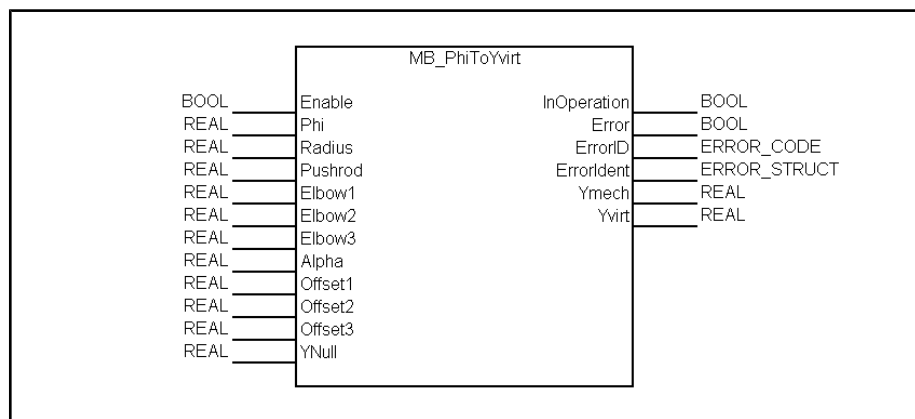 MB_PhiToYvirt
BOOL Enable InOperation BOOL
REAL Phi Error BOOL
REAL Radius ErrorID ERROR_CODE
REAL Pushrod ErrorIdent ERROR_STRUCT
REAL Elbow1 Ymech REAL
REAL Elbow2 Yvirt REAL
REAL Elbow3
REAL Alpha
REAL Offset1
REAL Offset2
REAL Offset3
REAL YNull